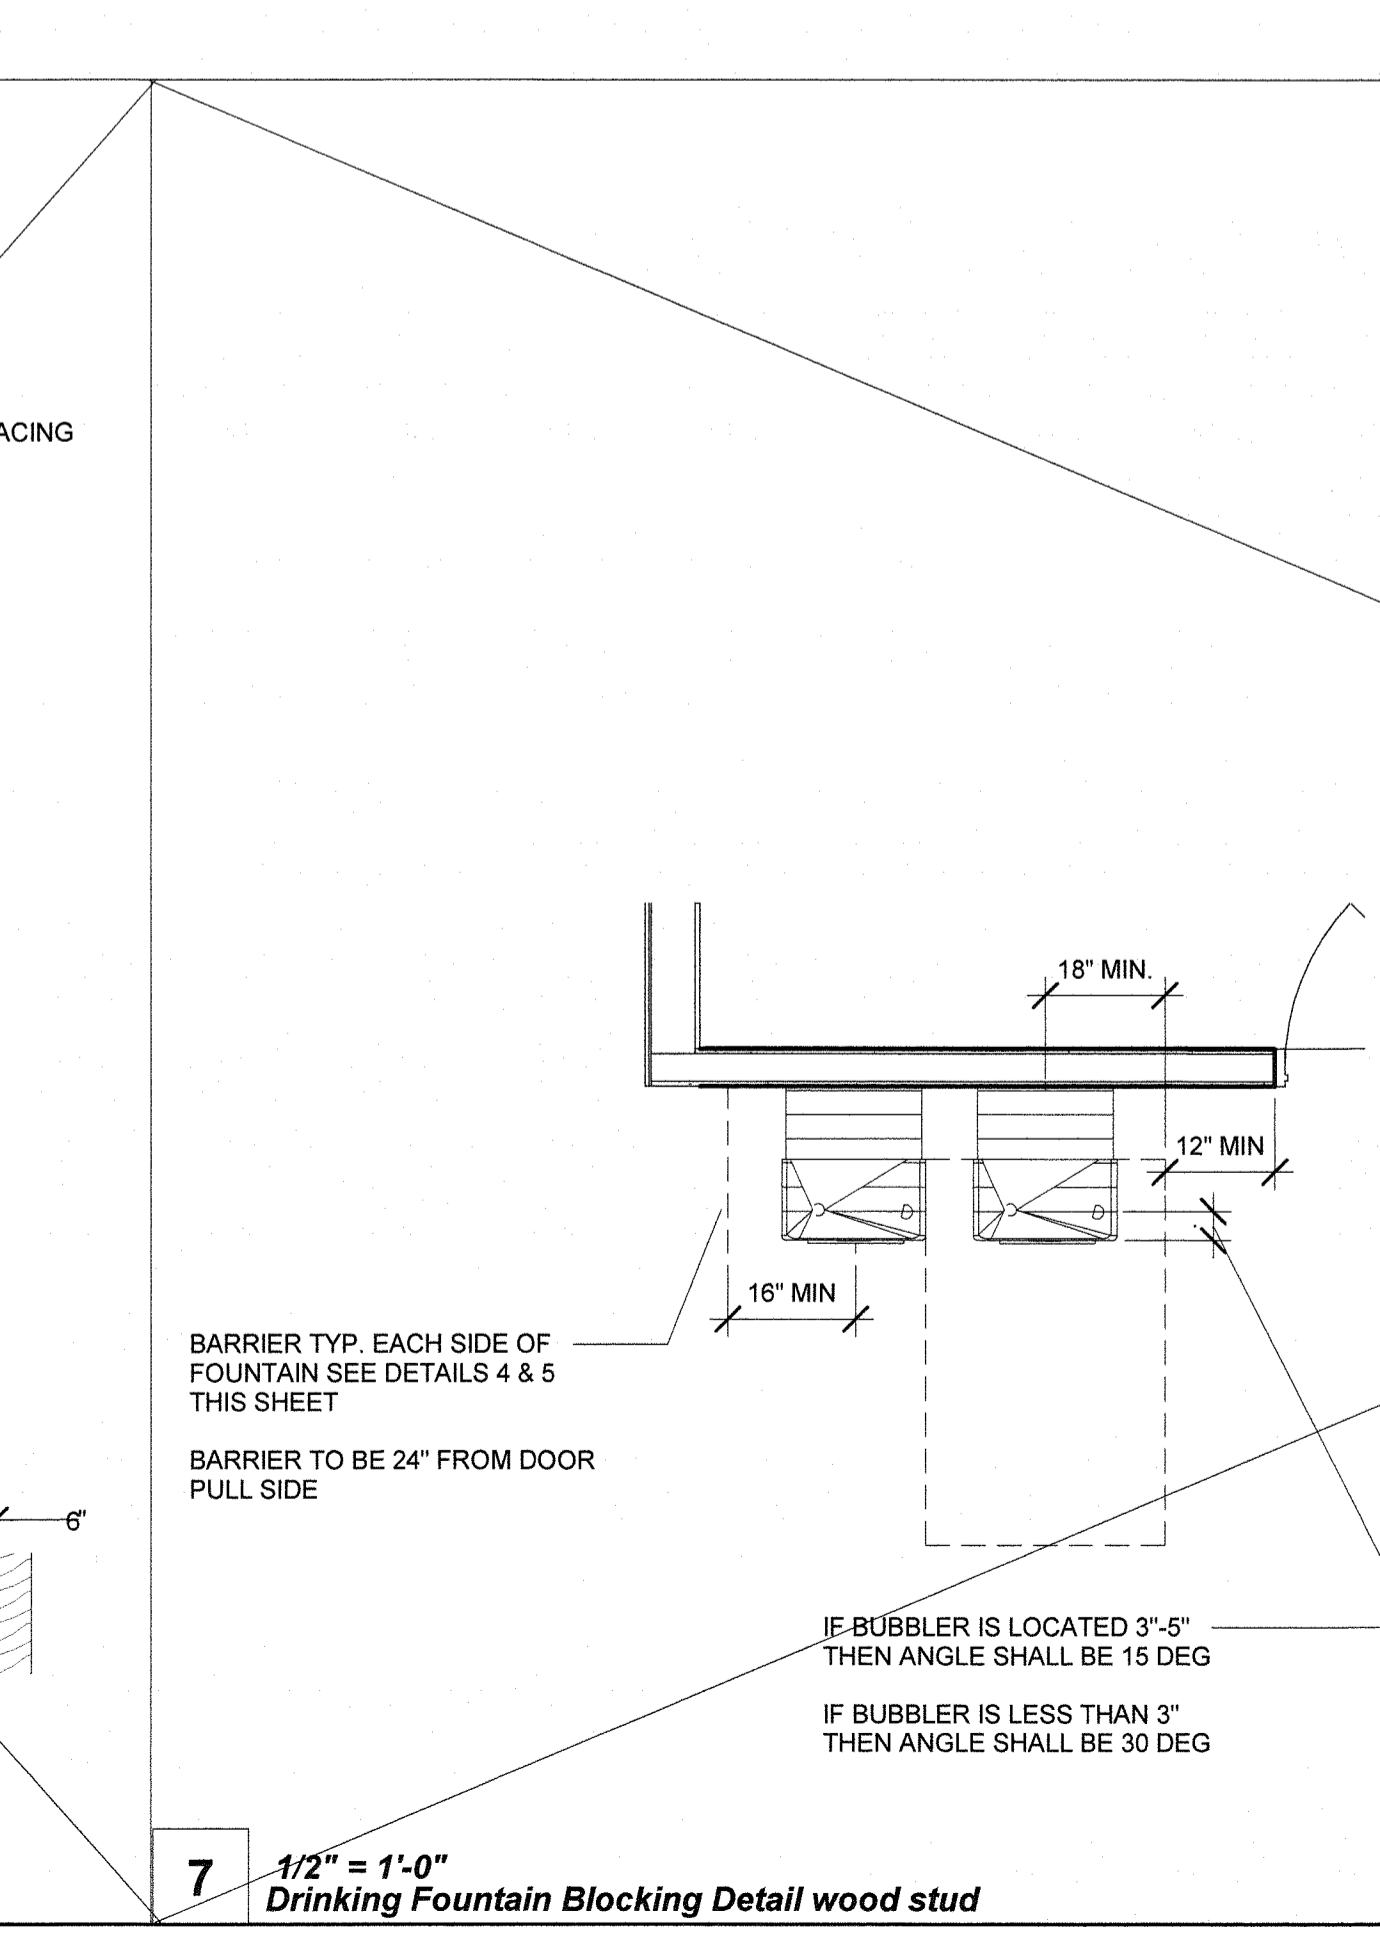 ACING
18" MIN.
12" MIN
16" MIN
BARRIER TYP. EACH SIDE OF
FOUNTAIN SEE DETAILS 4 & 5
THIS SHEET
BARRIER TO BE 24" FROM DOOR
PULL SIDE
6"
IF BUBBLER IS LOCATED 3"-5"
THEN ANGLE SHALL BE 15 DEG
IF BUBBLER IS LESS THAN 3"
THEN ANGLE SHALL BE 30 DEG
7
1/2" = 1'-0"
Drinking Fountain Blocking Detail wood stud